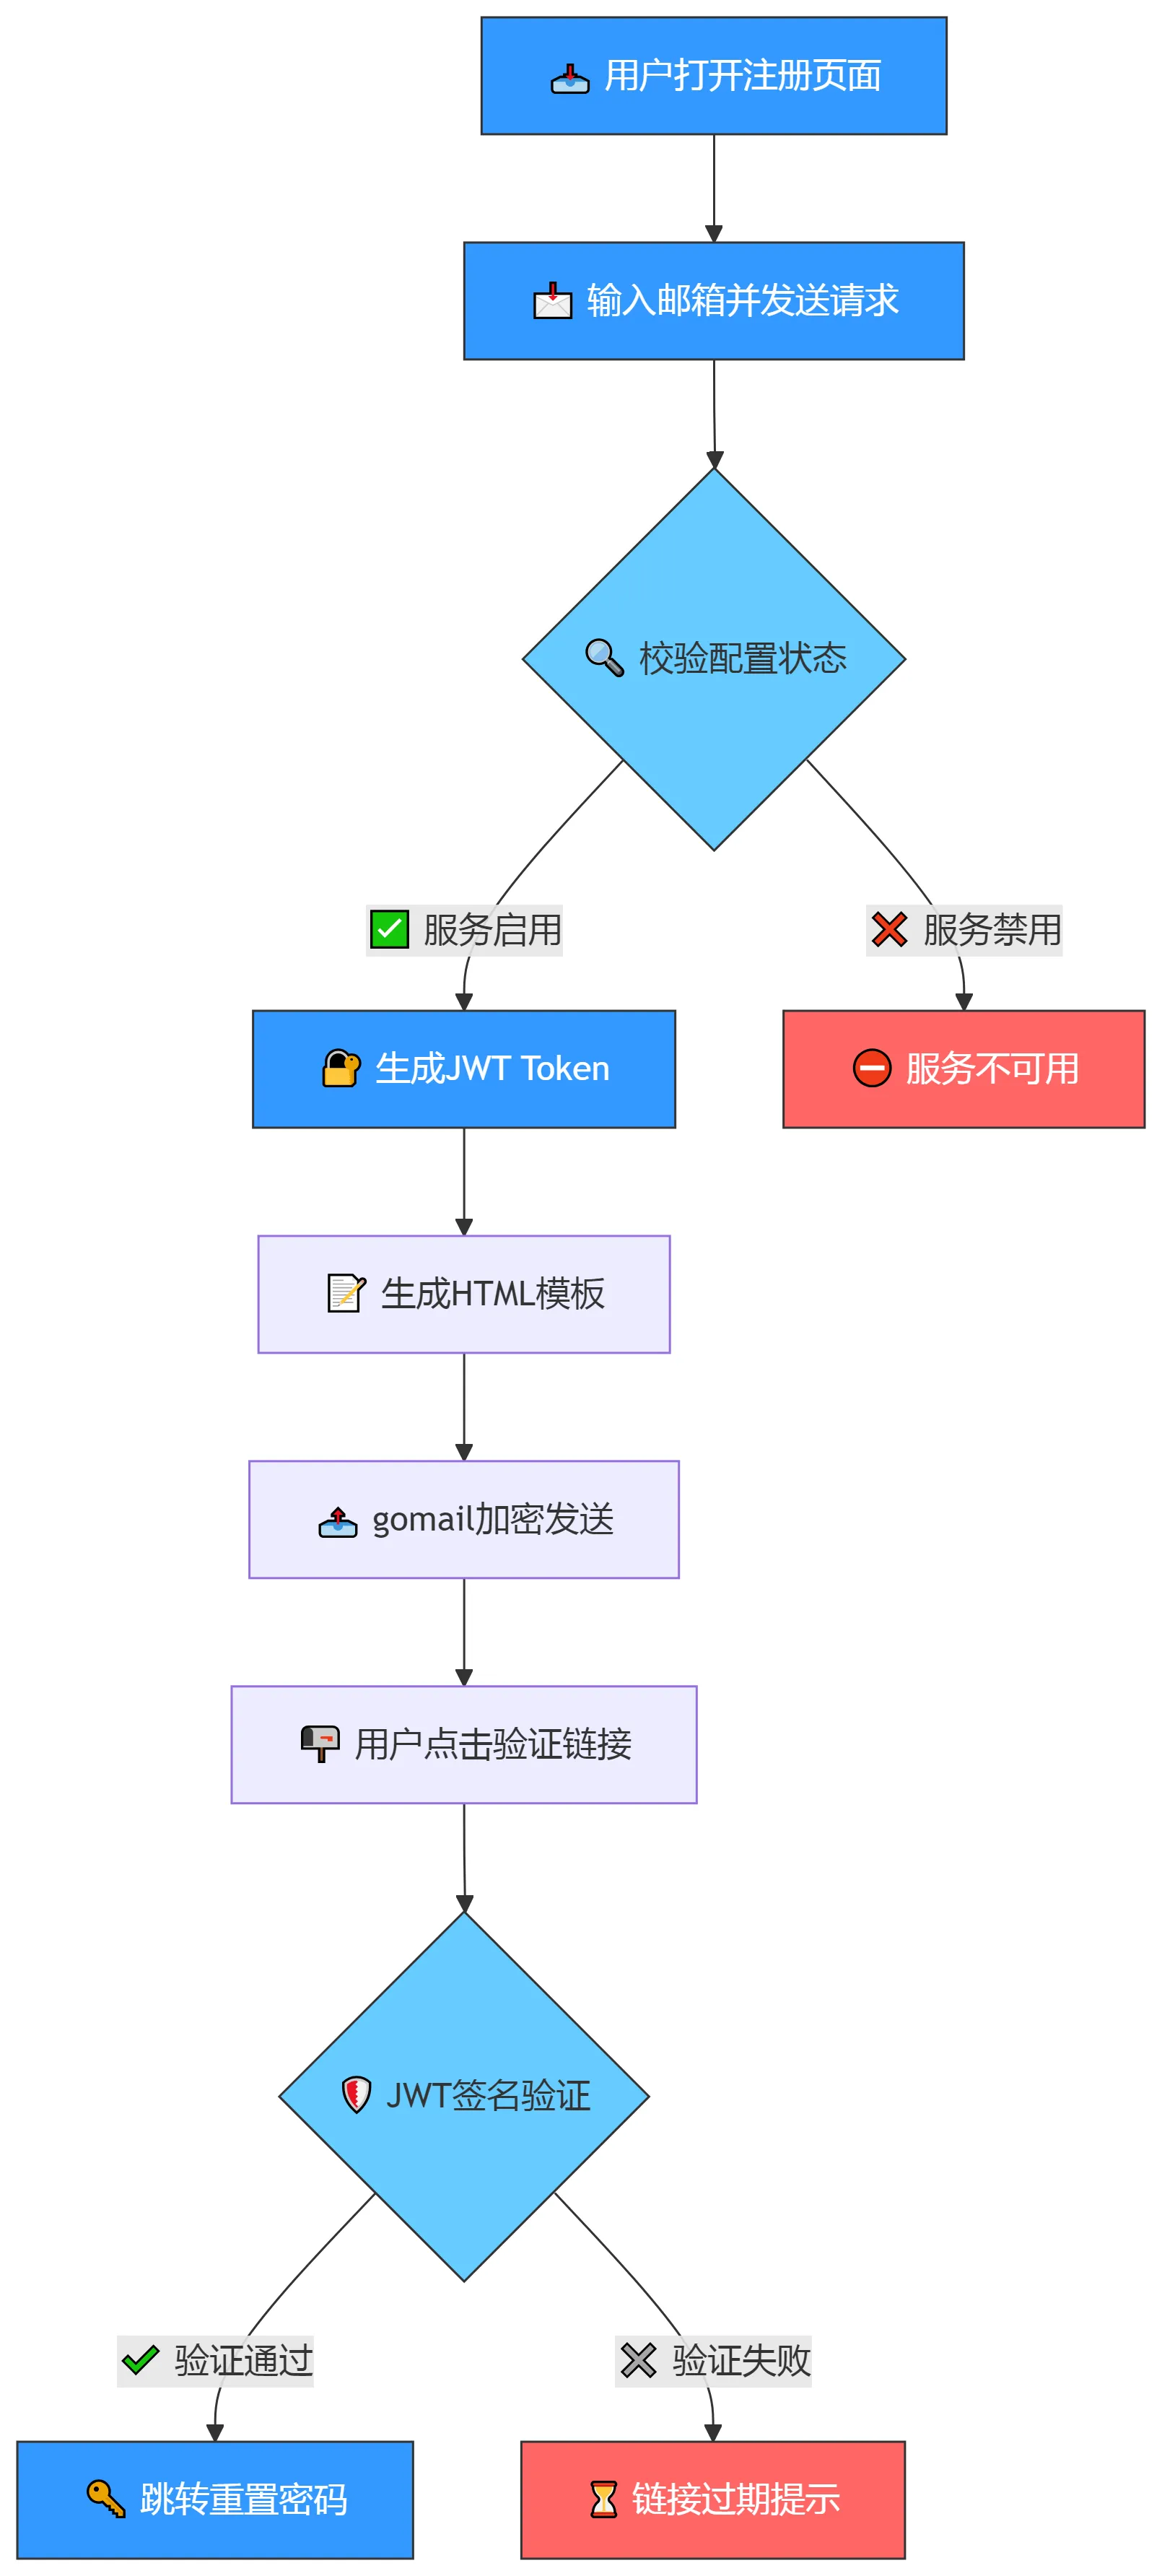 📥 用户打开注册页面
📩 输入邮箱并发送请求
🔍 校验配置状态
✅ 服务启用
❌ 服务禁用
🔐 生成JWT Token
⛔ 服务不可用
📝 生成HTML模板
📤 gomail加密发送
📭 用户点击验证链接
🛡 JWT签名验证
✔ 验证通过
✖ 验证失败
🔑 跳转重置密码
⏳ 链接过期提示